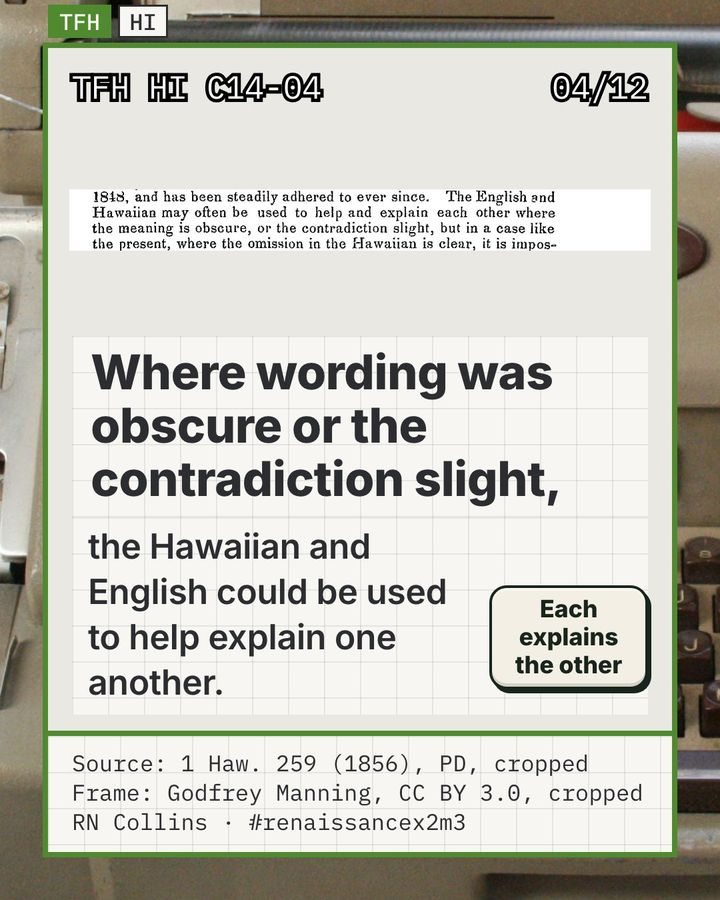 TFH HI
TFH HI C14-04 04/12
1848, and has been steadily adhered to ever since. The English and
Hawaiian may often be used to help and explain each other where
the meaning is obscure, or the contradiction slight, but in a case like
the present, where the omission in the Hawaiian is clear, it is impos-
Where wording was
obscure or the
contradiction slight,
the Hawaiian and
English could be used
to help explain one
another.
Each
explains
the other
Source: 1 Haw. 259 (1856), PD, cropped
Frame: Godfrey Manning, CC BY 3.0, cropped
RN Collins · #renaissancex2m3